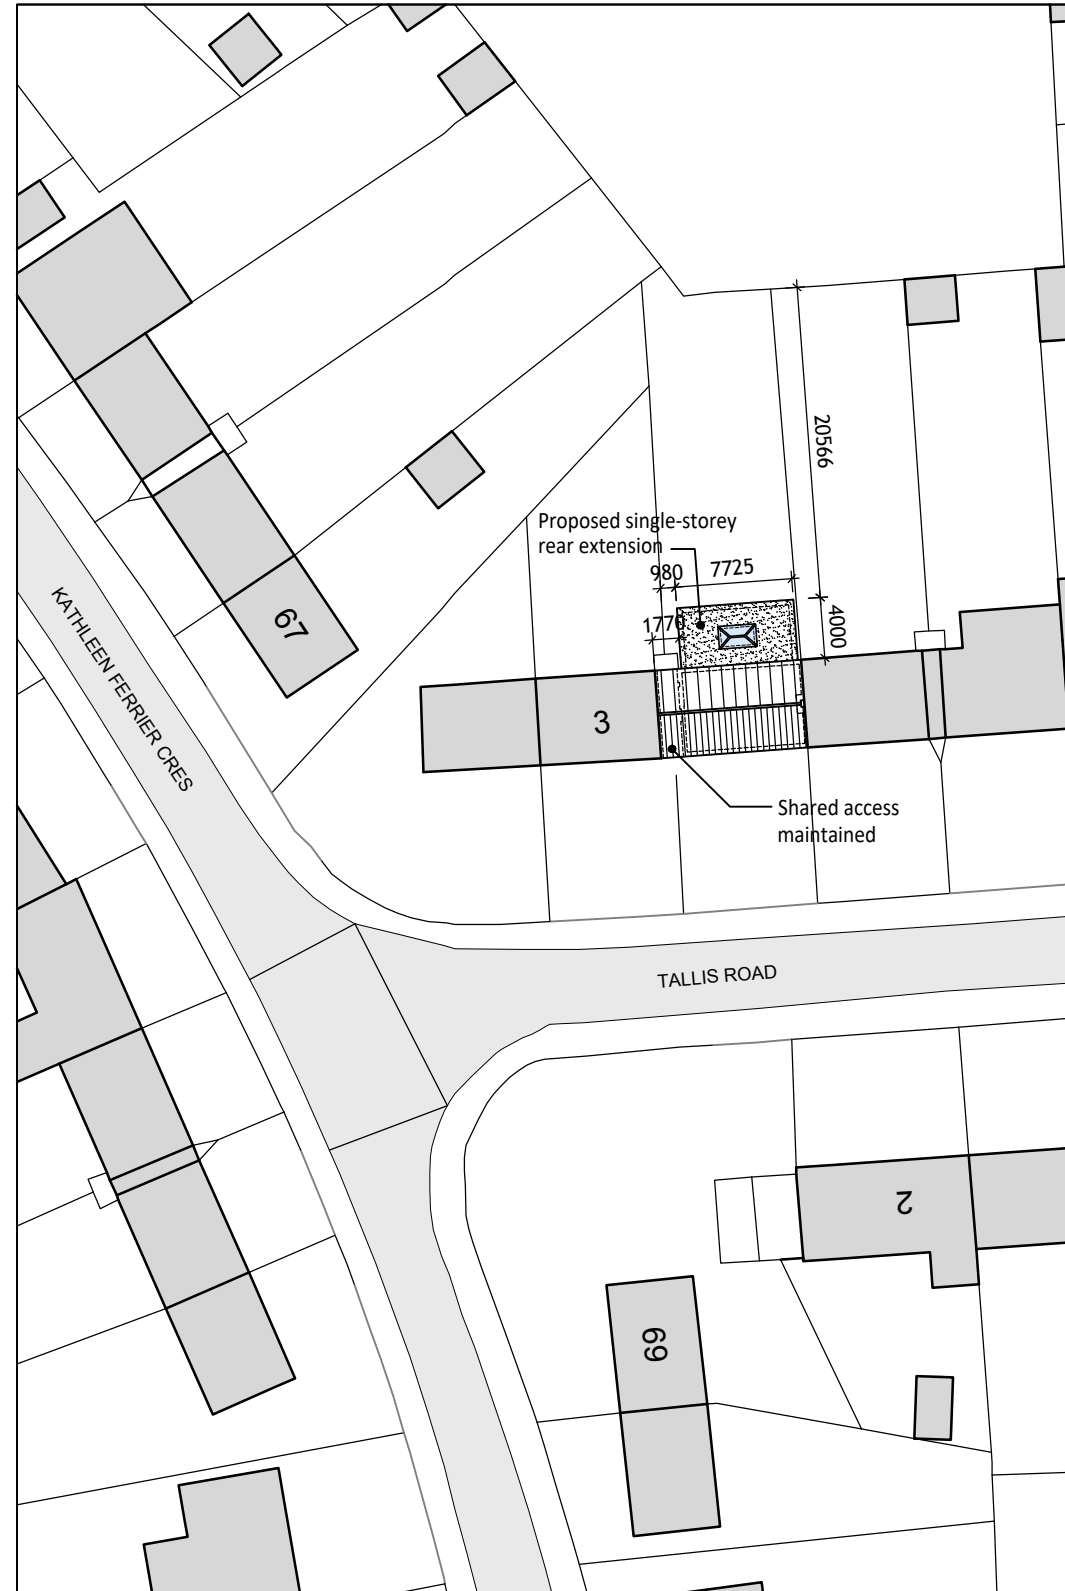 20566
Proposed single-storey
rear extension
980
7725
4000
177
KATHLEEN FERRIER CRES
67
3
Shared access
maintained
TALLIS ROAD
2
69